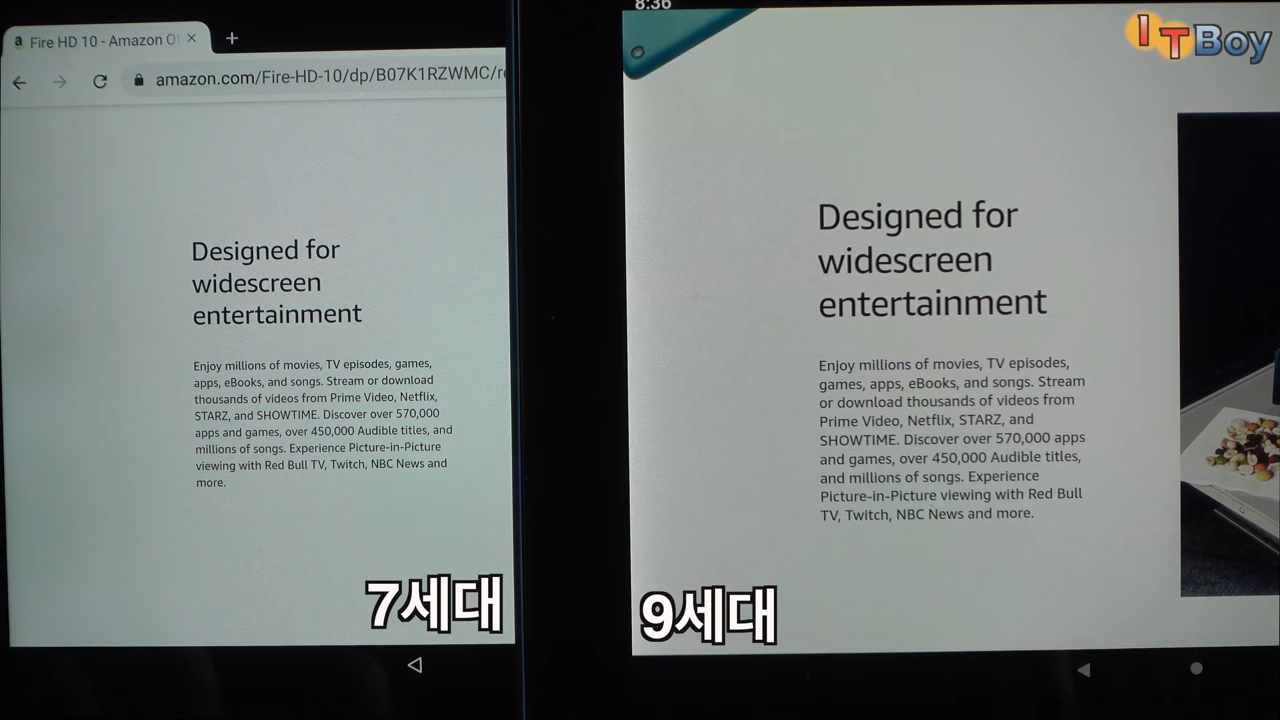 Fire HD 10 - Amazon O
amazon.com/Fire-HD-10/dp/B07K1RZWMC/r
Designed for
widescreen
entertainment
Enjoy millions of movies, TV episodes, games,
apps, eBooks, and songs. Stream or download
thousands of videos from Prime Video, Netflix,
STARZ, and SHOWTIME. Discover over 570,000
apps and games, over 450,000 Audible titles, and
millions of songs. Experience Picture-in-Picture
viewing with Red Bull TV, Twitch, NBC News and
more.
7세대
8:36
ITBoy
Designed for
widescreen
entertainment
Enjoy millions of movies, TV episodes,
games, apps, eBooks, and songs. Stream
or download thousands of videos from
Prime Video, Netflix, STARZ, and
SHOWTIME. Discover over 570,000 apps
and games, over 450,000 Audible titles,
and millions of songs. Experience
Picture-in-Picture viewing with Red Bull
TV, Twitch, NBC News and more.
9세대